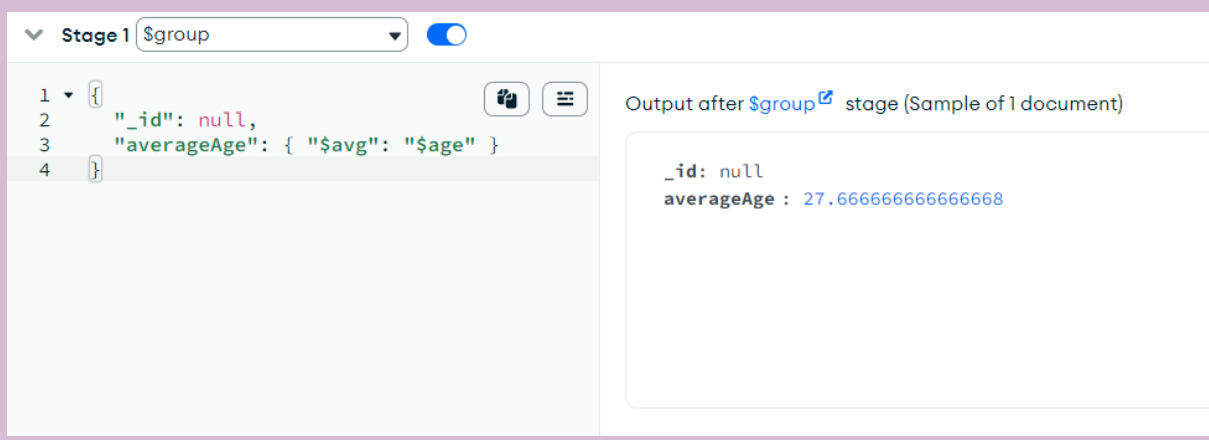 Stage 1 $group
1 {
2 "_id": null,
3 "averageAge": { "$avg": "$age" }
4 }
Output after $group stage (Sample of 1 document)
_id: null
averageAge : 27.666666666666668